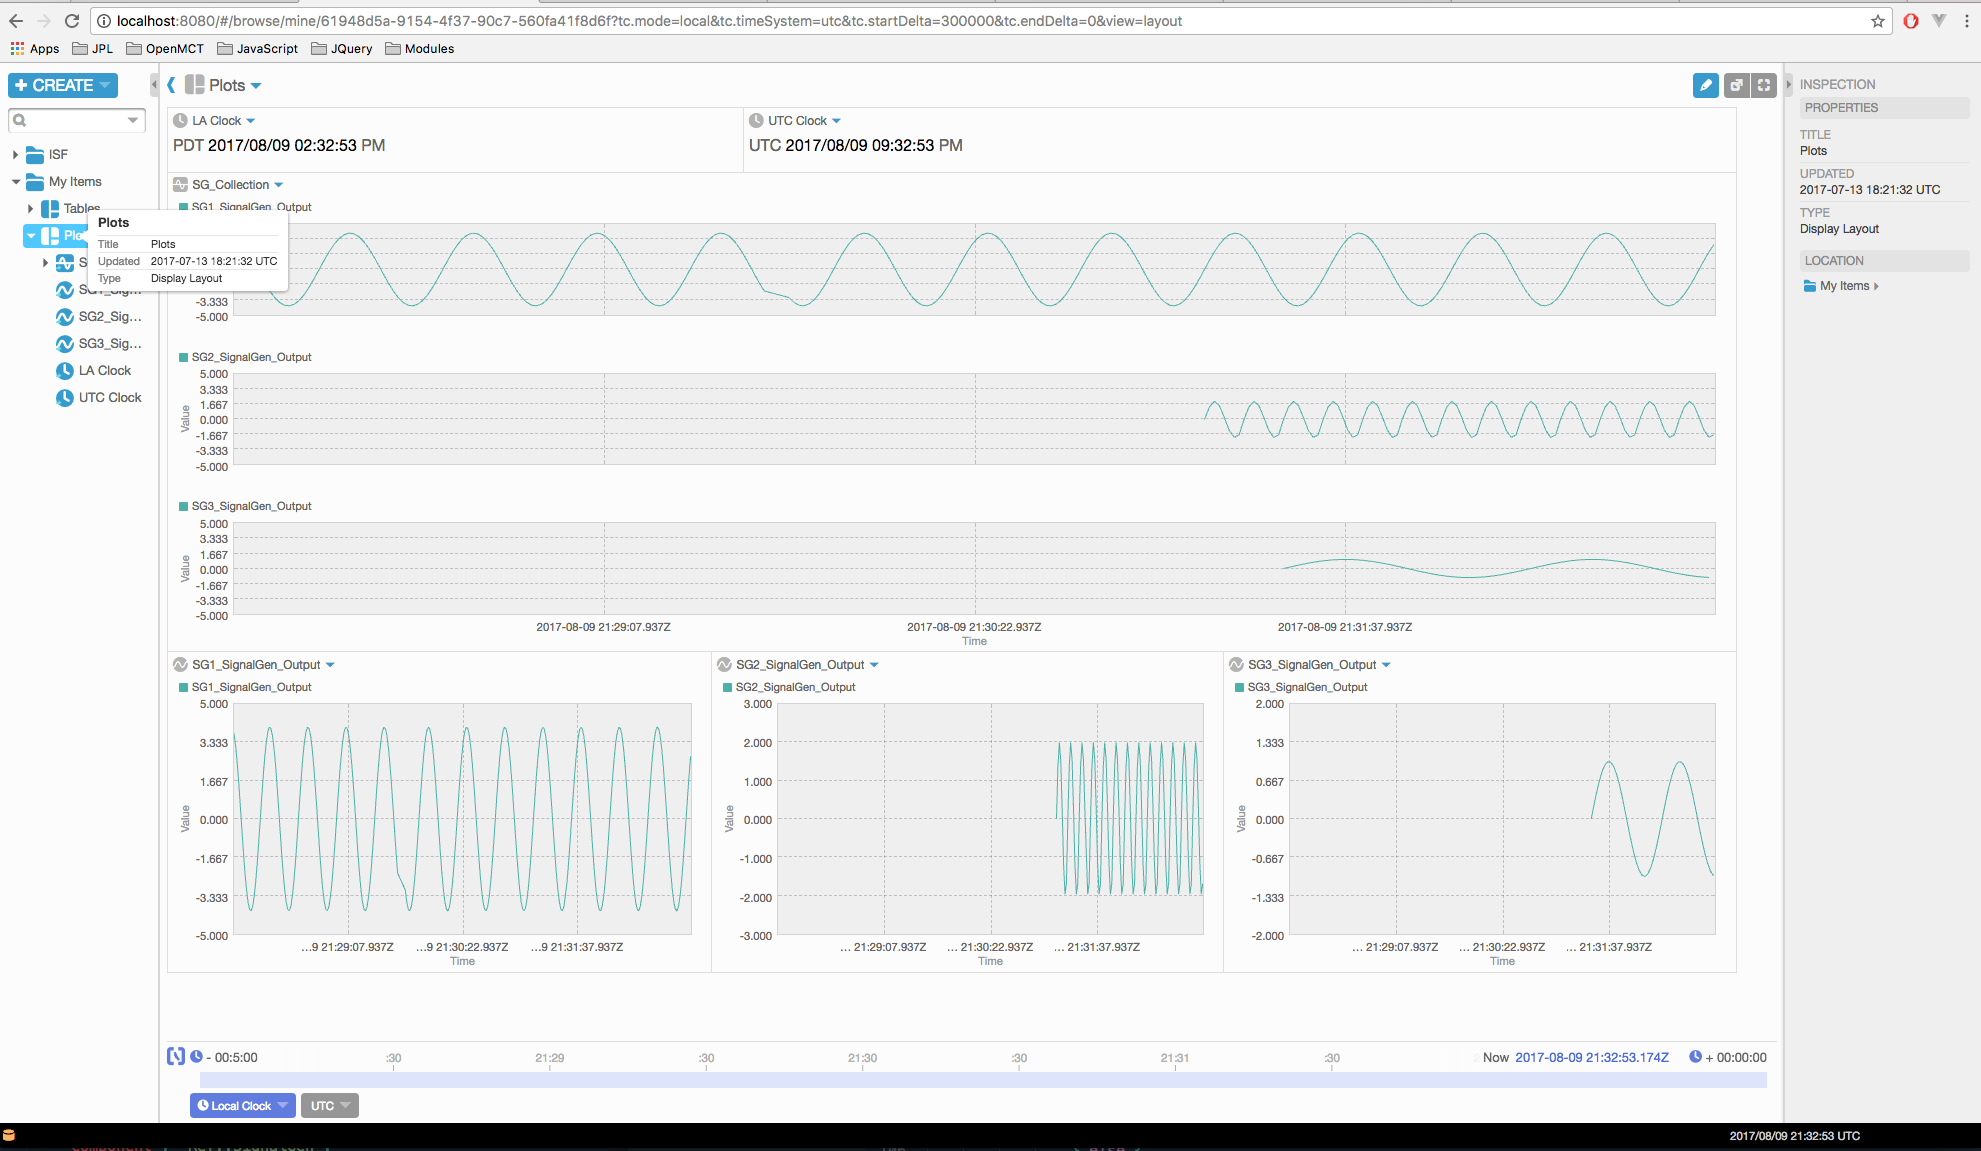 localhost:8080/#/browse/mine/61948d5a-9154-4f37-90c7-560fa41f8d6f?tc.mode=local&tc.timeSystem=utc&tc.startDelta=300000&tc.endDelta=0&view=layout
Apps JPL OpenMCT JavaScript JQuery Modules
CREATE
ISF
My Items
Tables
SG2_Sig...
SG3_Sig...
LA Clock
UTC Clock
Plots
Title Plots
Updated 2017-07-13 18:21:32 UTC
Type Display Layout
Plots
LA Clock
PDT 2017/08/09 02:32:53 PM
UTC Clock
UTC 2017/08/09 09:32:53 PM
SG_Collection
SG1_SignalGen_Output
-3.333
-5.000
SG2_SignalGen_Output
5.000
3.333
1.667
0.000
-1.667
-3.333
-5.000
Value
SG3_SignalGen_Output
5.000
3.333
1.667
0.000
-1.667
-3.333
-5.000
Value
2017-08-09 21:29:07.937Z 2017-08-09 21:30:22.937Z 2017-08-09 21:31:37.937Z
Time
SG1_SignalGen_Output
SG1_SignalGen_Output
5.000
3.333
1.667
0.000
-1.667
-3.333
-5.000
Value
...9 21:29:07.937Z ...9 21:30:22.937Z ...9 21:31:37.937Z
Time
SG2_SignalGen_Output
SG2_SignalGen_Output
3.000
2.000
1.000
0.000
-1.000
-2.000
-3.000
Value
... 21:29:07.937Z ... 21:30:22.937Z ... 21:31:37.937Z
Time
SG3_SignalGen_Output
SG3_SignalGen_Output
2.000
1.333
0.667
0.000
-0.667
-1.333
-2.000
Value
... 21:29:07.937Z ... 21:30:22.937Z ... 21:31:37.937Z
Time
- 00:5:00 :30 21:29 :30 21:30 :30 21:31 :30 Now 2017-08-09 21:32:53.174Z + 00:00:00
Local Clock UTC
INSPECTION
PROPERTIES
TITLE
Plots
UPDATED
2017-07-13 18:21:32 UTC
TYPE
Display Layout
LOCATION
My Items
2017/08/09 21:32:53 UTC